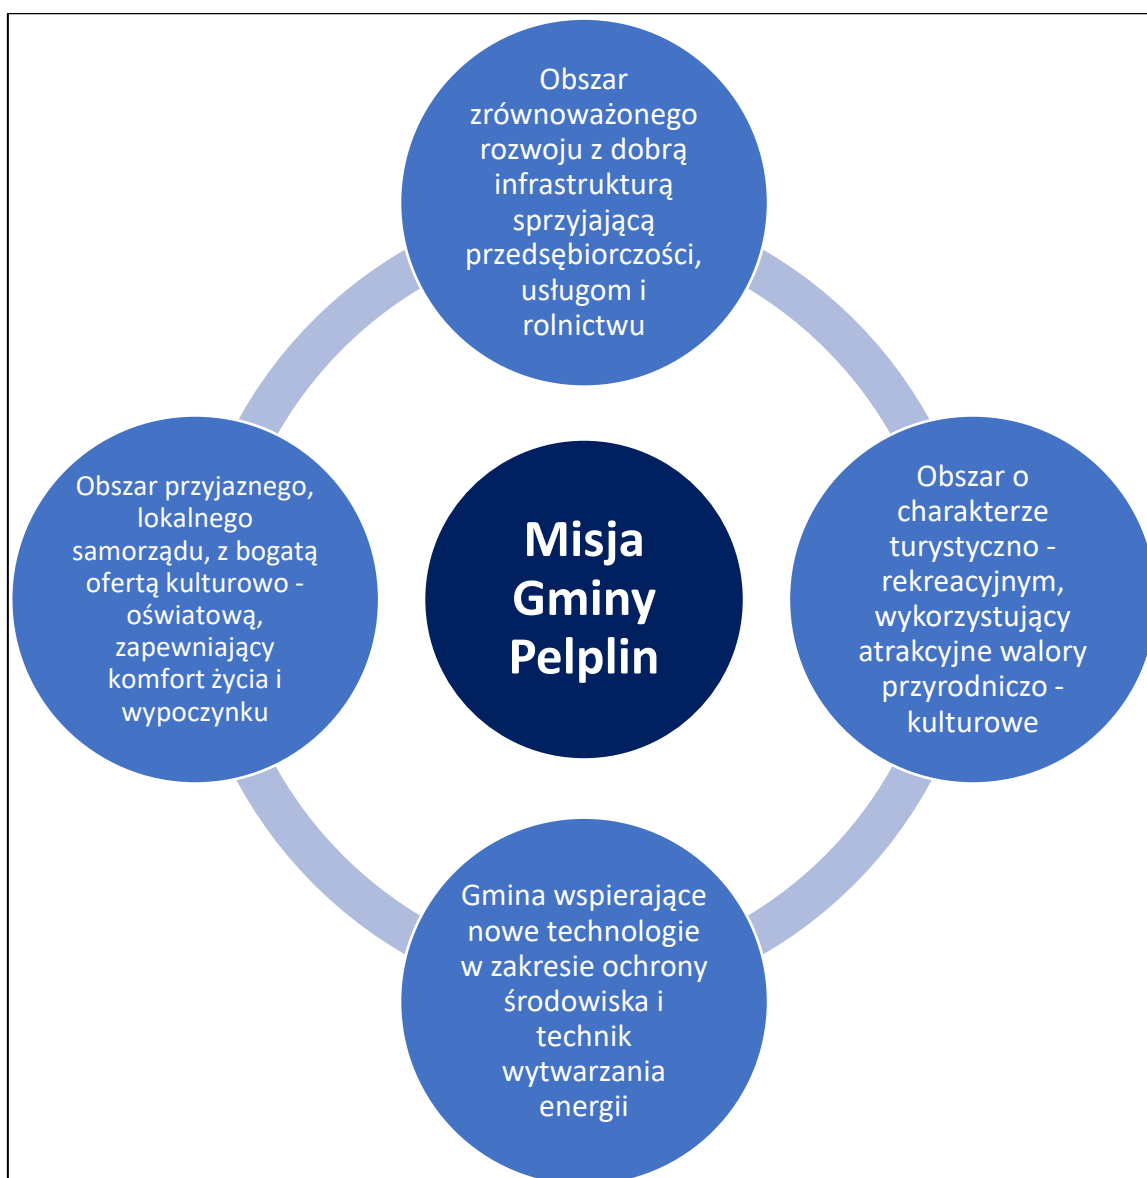 Obszar
zrównoważonego
rozwoju z dobrą
infrastrukturą
sprzyjającą
przedsębiorczości,
usługom i
rolnictwu
Obszar przyjaznego,
lokalnego
samorządu, z bogatą
ofertą kulturowo -
oświatową,
zapewniający
komfort życia i
wypoczynku
Misja
Gminy
Pelplin
Obszar o
charakterze
turystyczno -
rekreacyjnym,
wykorzystujący
atrakcyjne walory
przyrodniczo -
kulturowe
Gmina wspierające
nowe technologie
w zakresie ochrony
środowiska i
technik
wytwarzania
energii